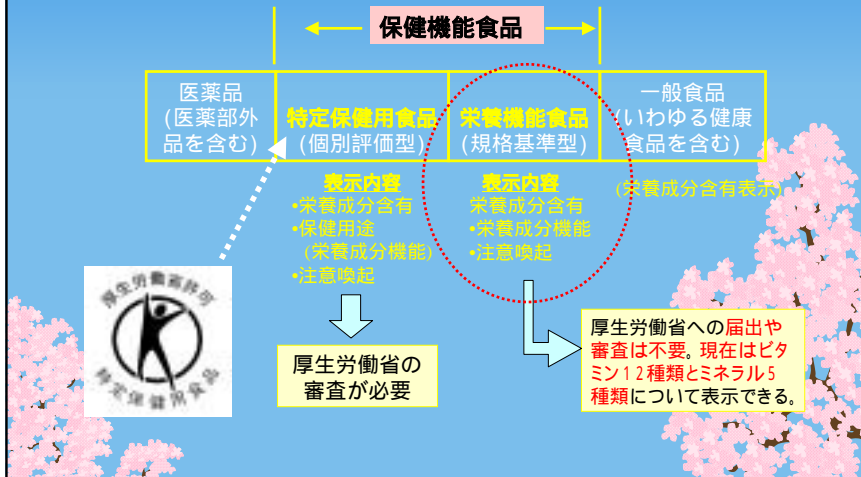 保健機能食品
医薬品
(医薬部外
品を含む)
特定保健用食品
(個別評価型)
栄養機能食品
(規格基準型)
一般食品
(いわゆる健康
食品を含む)
表示内容
•栄養成分含有
•保健用途
(栄養成分機能)
•注意喚起
表示内容
栄養成分含有
•栄養成分機能
•注意喚起
(栄養成分含有表示)
厚生労働省許可
特定保健用食品
厚生労働省の
審査が必要
厚生労働省への届出や
審査は不要。現在はビタ
ミン12種類とミネラル5
種類について表示できる。